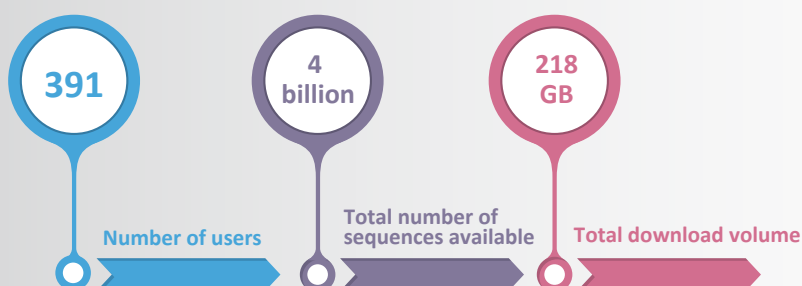 391
4
billion
218
GB
Number of users
Total number of
sequences available
Total download volume